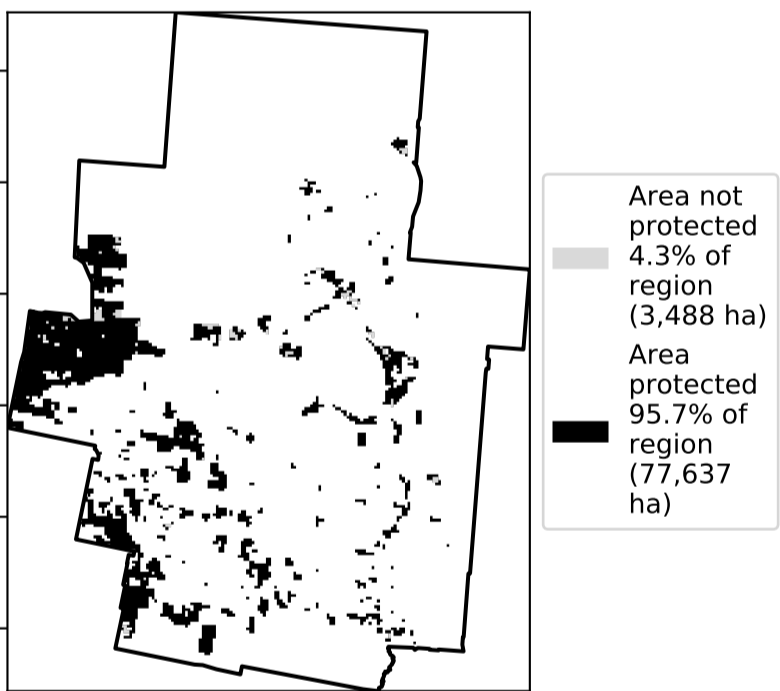 Area not
protected
4.3% of
region
(3,488 ha)
Area
protected
95.7% of
region
(77,637
ha)